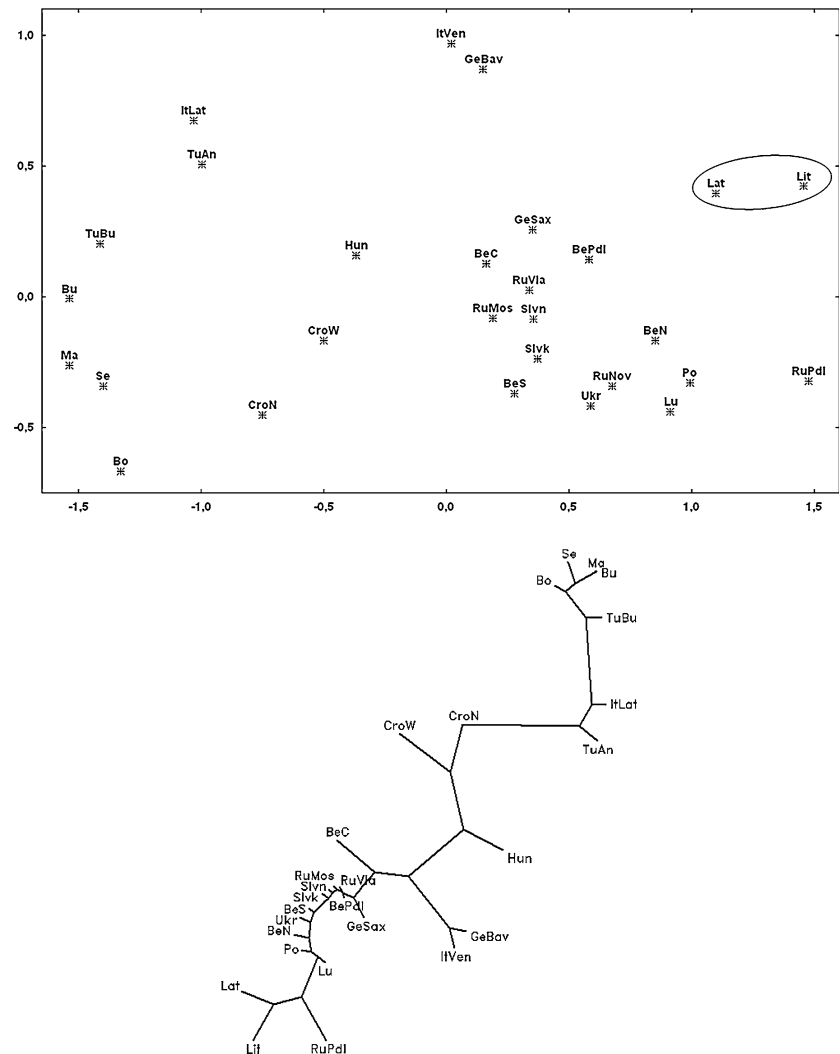 1,0
0,5
0,0
-0,5
-1,5 -1,0 -0,5 0,0 0,5 1,0 1,5
ItVen
GeBav
ItLat
TuAn
Lat Lit
TuBu
GeSax
Hun
BeC
BePdl
Bu
RuVla
RuMos Slvn
CroW
BeN
Slvk
Ma
Se
BeS
RuNov
Po
RuPdl
Ukr
Lu
CroN
Bo
Se
Ma
Bu
Bo
TuBu
ItLat
CroN
CroW
TuAn
BeC
Hun
RuMos
RuVla
Slvn
Slvk
BePdl
BeS
Ukr
GeSax
BeN
GeBav
Po
ItVen
Lu
Lat
Lit
RuPdl